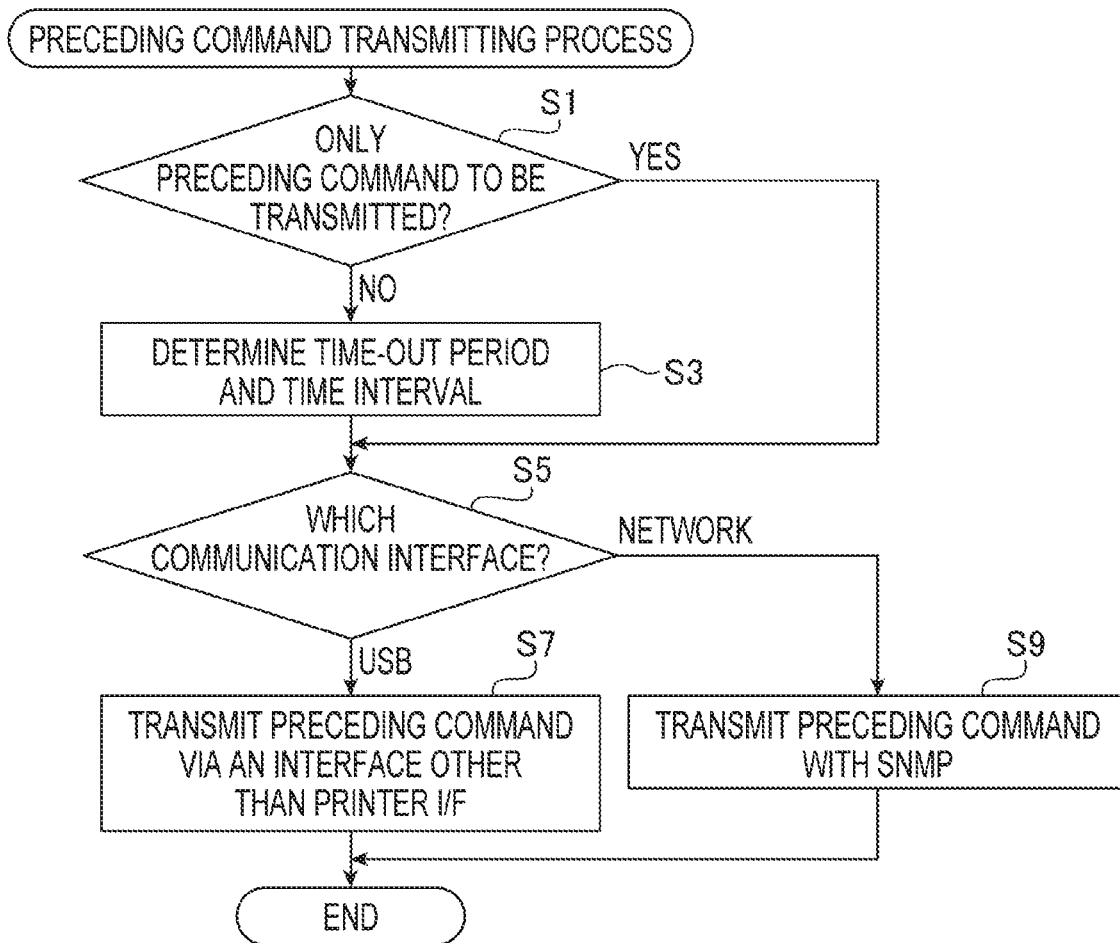 PRECEDING COMMAND TRANSMITTING PROCESS
S1
ONLY
PRECEDING COMMAND TO BE
TRANSMITTED?
YES
NO
DETERMINE TIME-OUT PERIOD
AND TIME INTERVAL
S3
S5
WHICH
COMMUNICATION INTERFACE?
NETWORK
USB
S7
S9
TRANSMIT PRECEDING COMMAND
VIA AN INTERFACE OTHER
THAN PRINTER I/F
TRANSMIT PRECEDING COMMAND
WITH SNMP
END